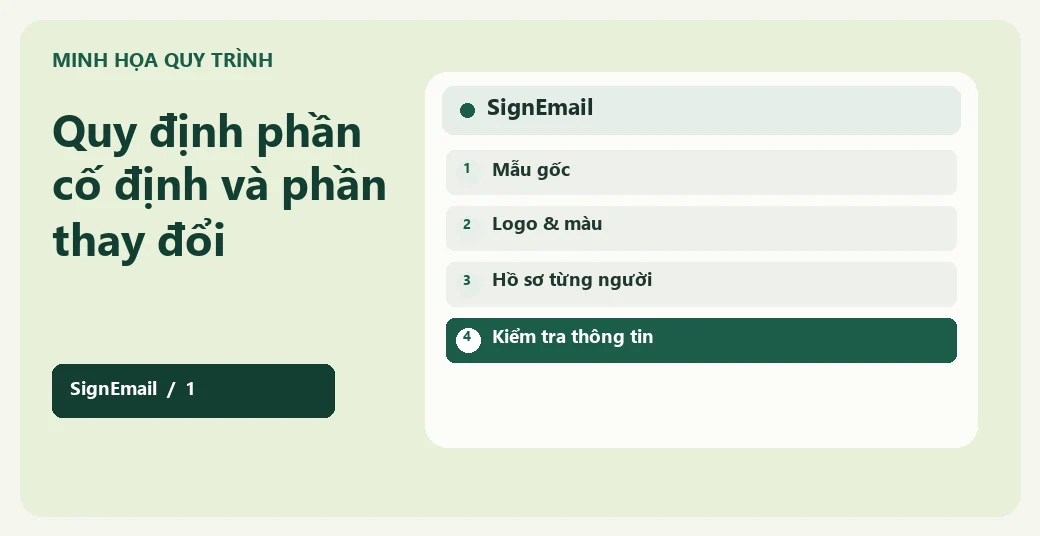 MINH HỌA QUY TRÌNH
Quy định phần
cố định và phần
thay đổi
SignEmail / 1
SignEmail
1 Mẫu gốc
2 Logo & màu
3 Hồ sơ từng người
4 Kiểm tra thông tin